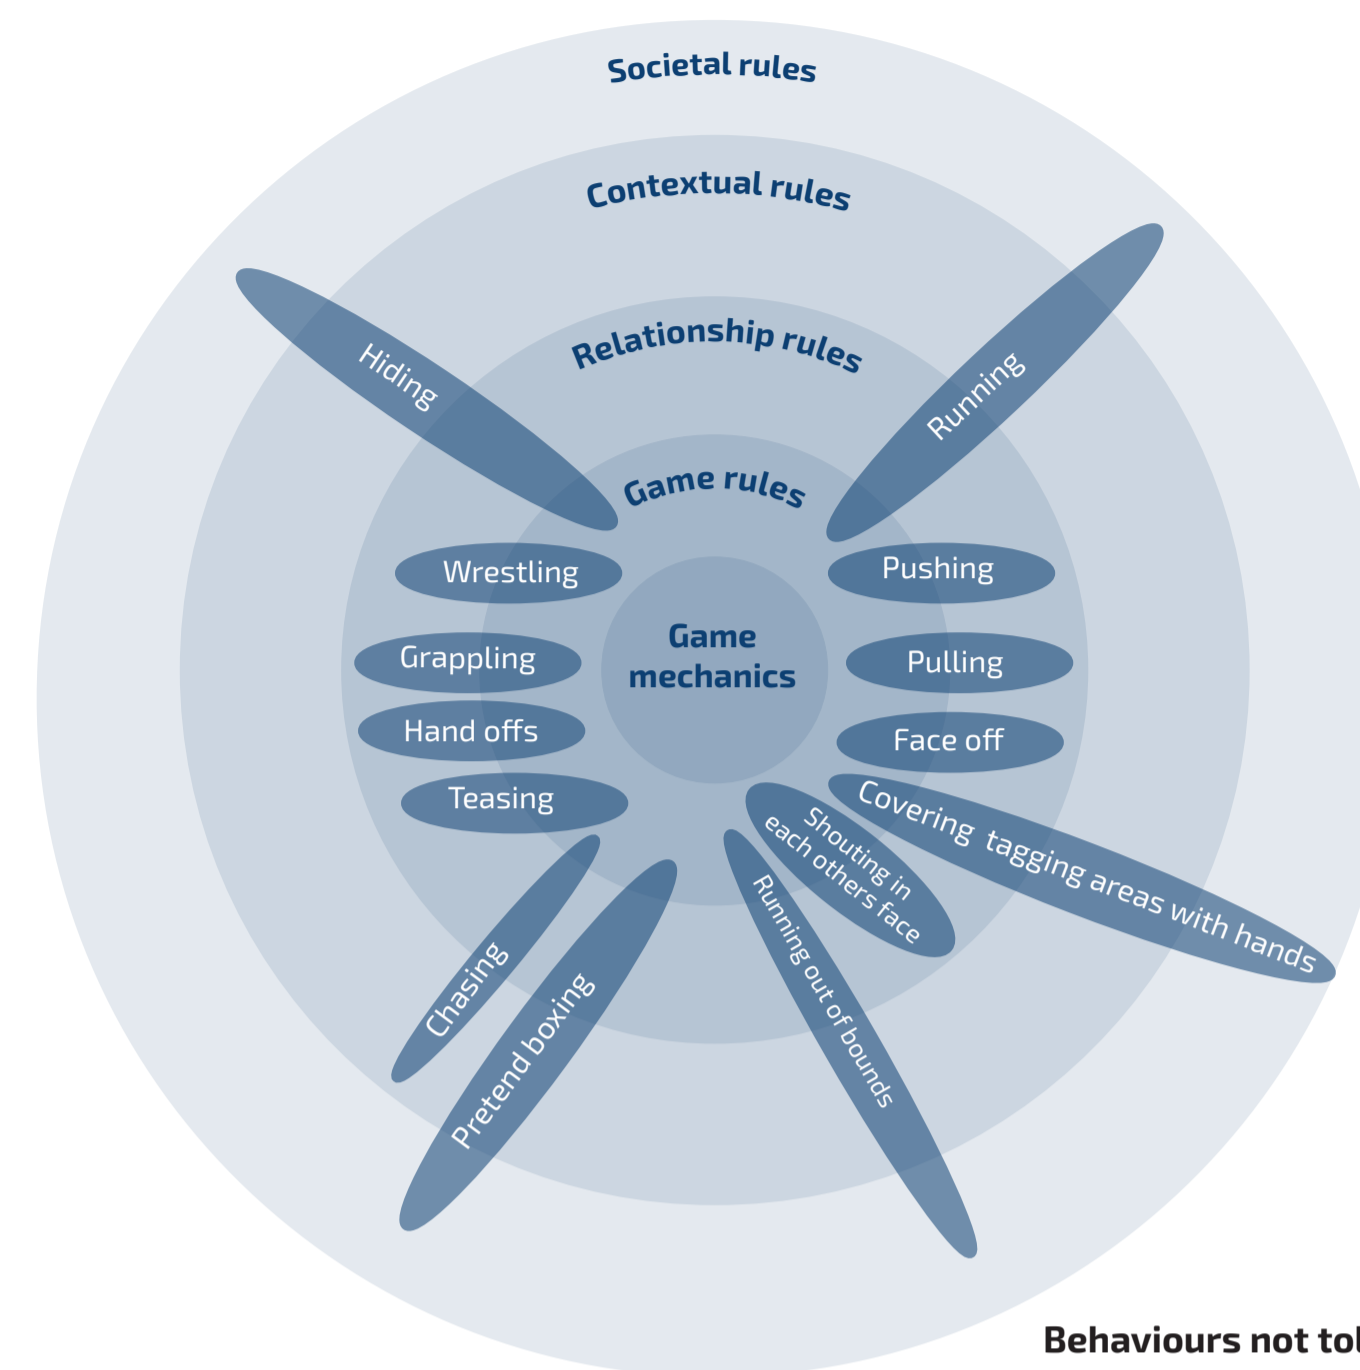 Societal rules
Contextual rules
Relationship rules
Game rules
Game
mechanics
Hiding
Running
Wrestling
Pushing
Grappling
Pulling
Hand offs
Face off
Teasing
Covering tagging areas with hands
Shouting in
each others face
Running out of bounds
Chasing
Pretend boxing
Behaviours not